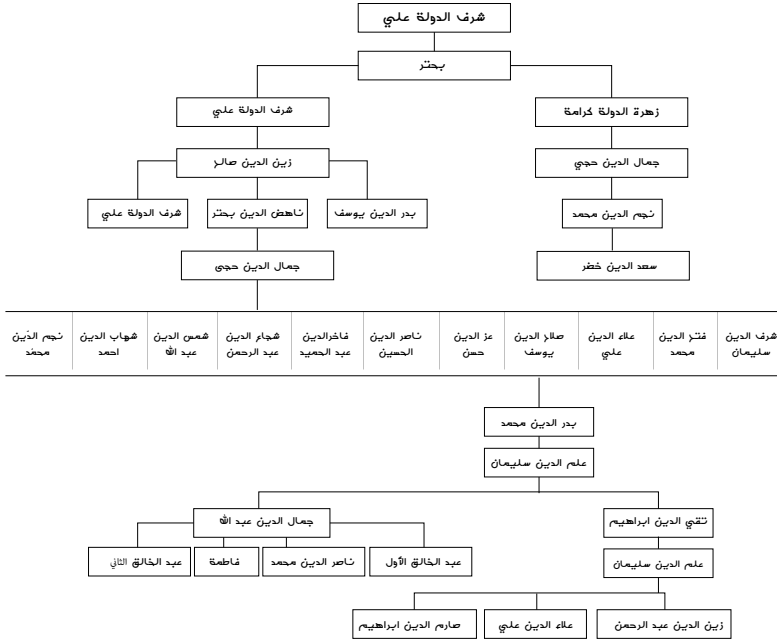 شرف الدولة علي
بحتر
زهرة الدولة كرامة
شرف الدولة علي
جمال الدين حجي
زين الدين صالح
نجم الدين محمد
بدر الدين يوسف
ناهض الدين بحتر
شرف الدولة علي
سعد الدين خضر
جمال الدين حجى
شرف الدين
سليمان
فتح الدين
محمد
علاء الدين
علي
صلاح الدين
يوسف
عز الدين
حسن
ناصر الدين
الحسين
فاخرالدين
عبد الحميد
شجاع الدين
عبد الرحمن
شمس الدين
عبد الله
شهاب الدين
احمد
نجم الدّين
محمّد
بدر الدين محمد
علم الدين سليمان
تقي الدين ابراهيم
جمال الدين عبد الله
علم الدين سليمان
عبد الخالق الأول
ناصر الدين محمد
فاطمة
عبد الخالق الثاني
زين الدين عبد الرحمن
علاء الدين علي
صارم الدين ابراهيم